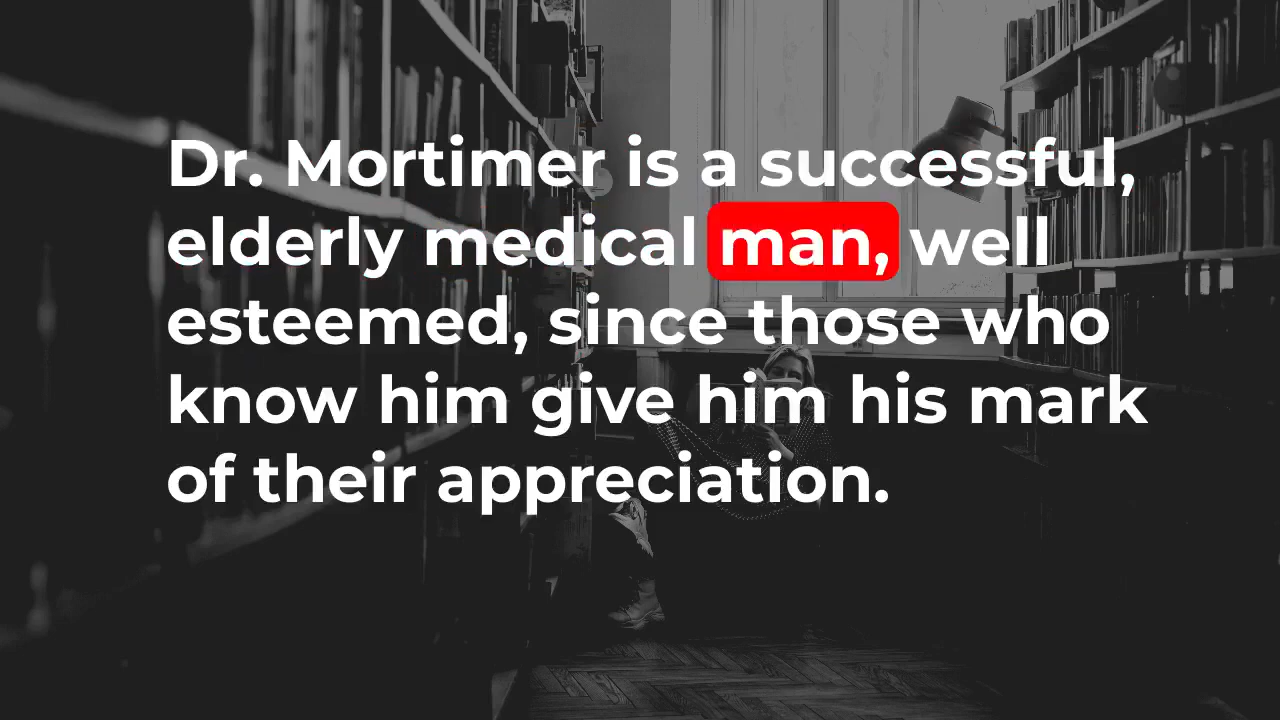 Dr. Mortimer is a successful,
elderly medical man, well
esteemed, since those who
know him give him his mark
of their appreciation.